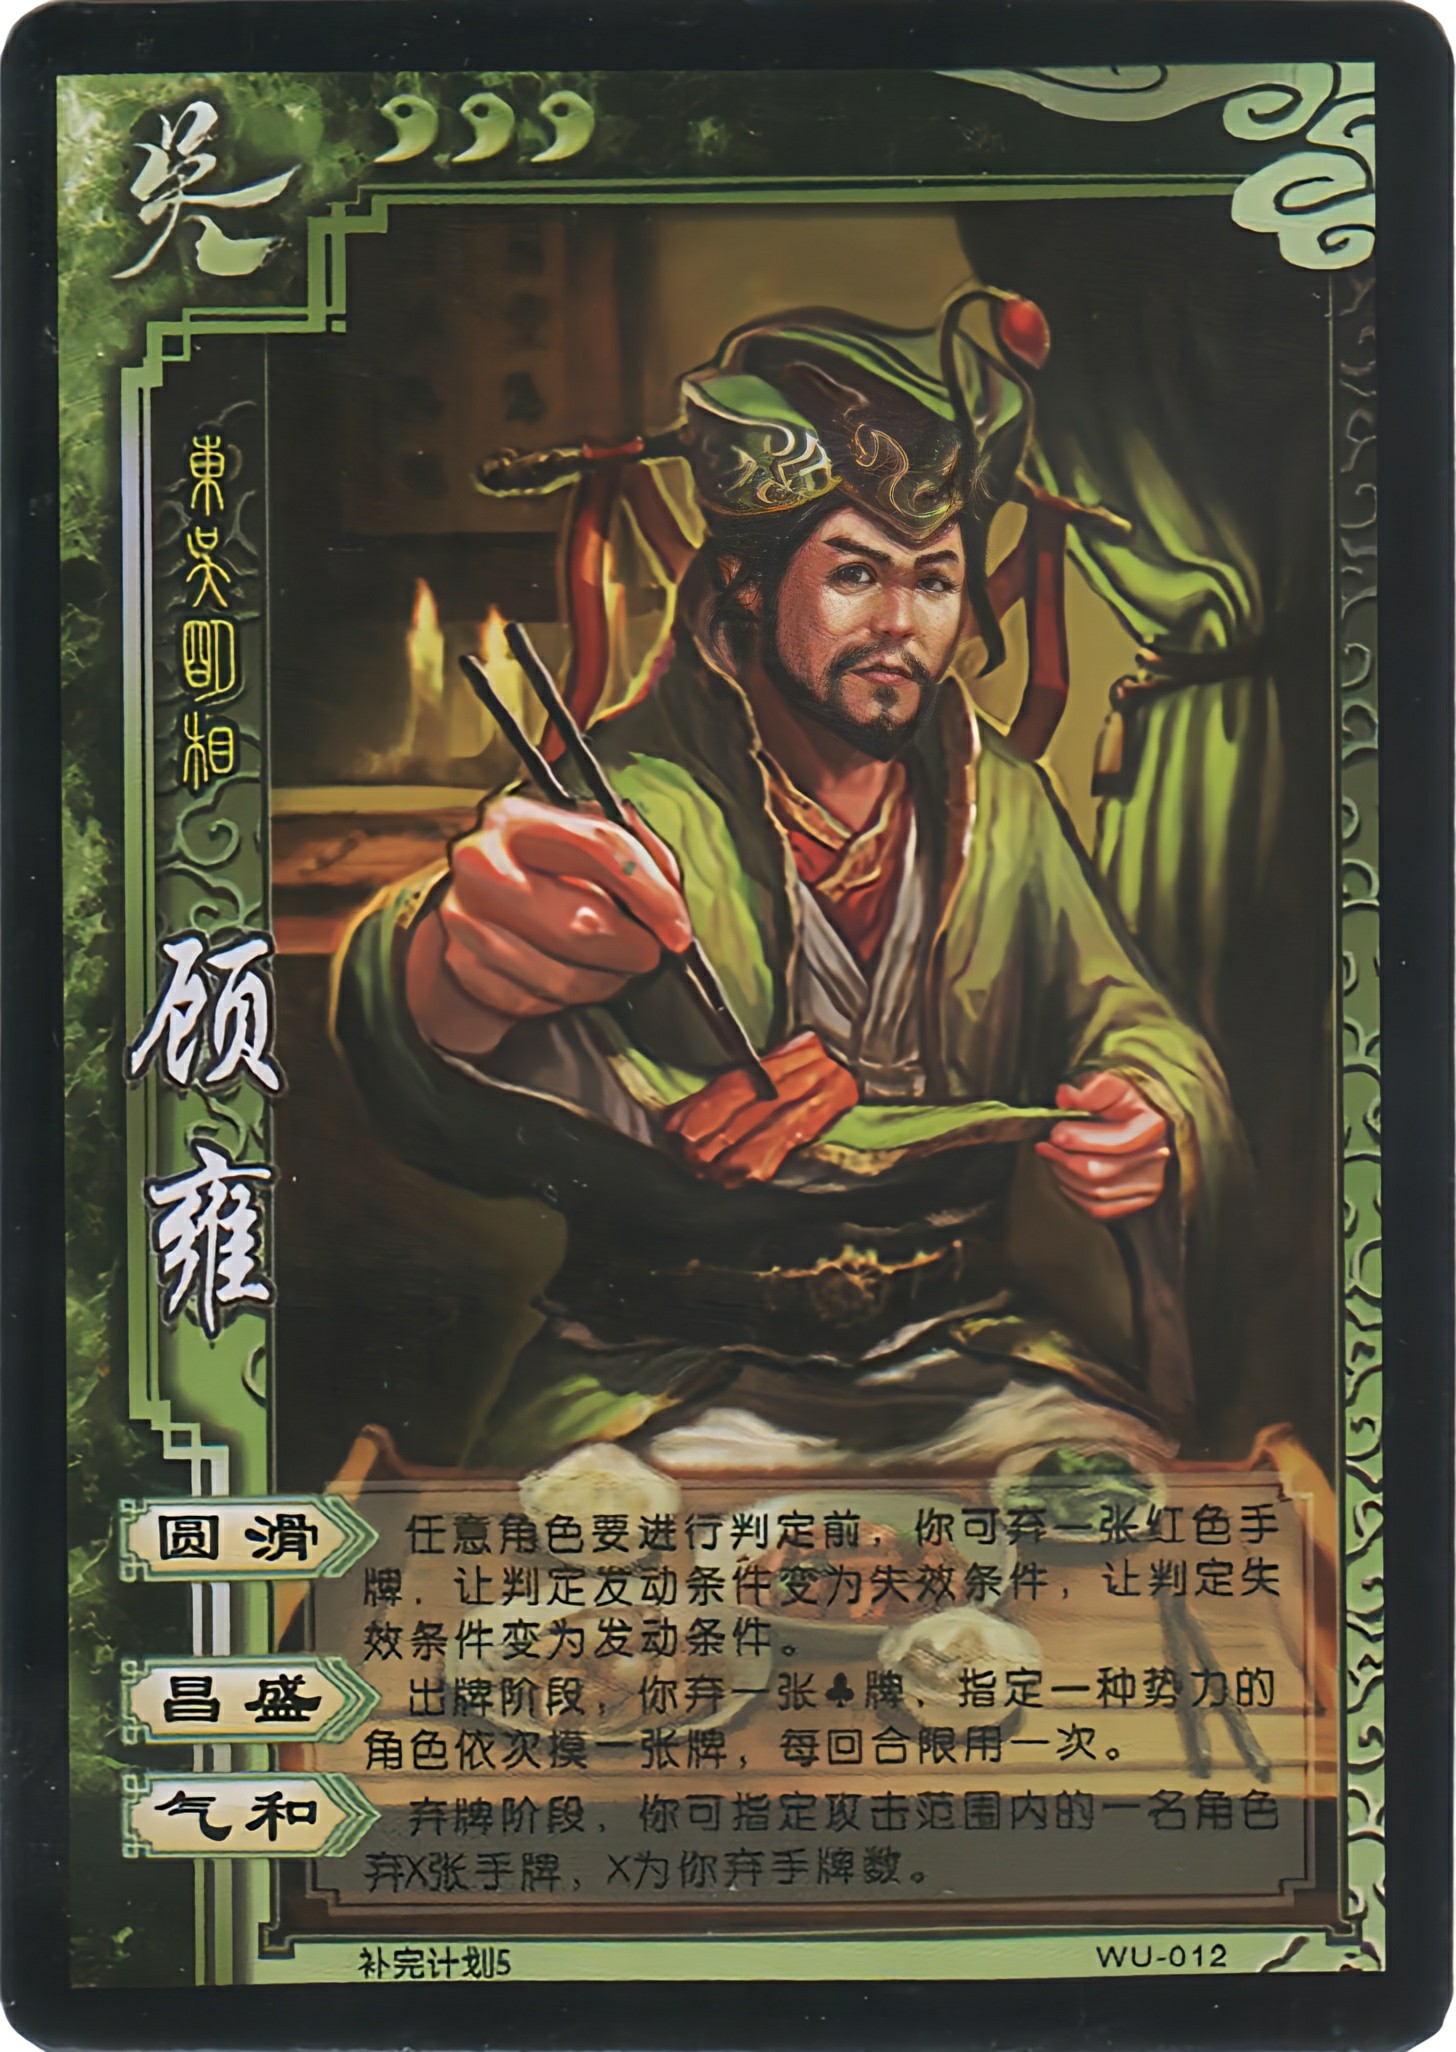 吴
東吴明相
顾雍
圆滑
任意角色要进行判定前，你可弃一张红色手
牌，让判定发动条件变为失效条件，让判定失
效条件变为发动条件。
昌盛
出牌阶段，你弃一张♣牌，指定一种势力的
角色依次摸一张牌，每回合限用一次。
气和
弃牌阶段，你可指定攻击范围内的一名角色
弃X张手牌，X为你弃手牌数。
补完计划5
WU-012